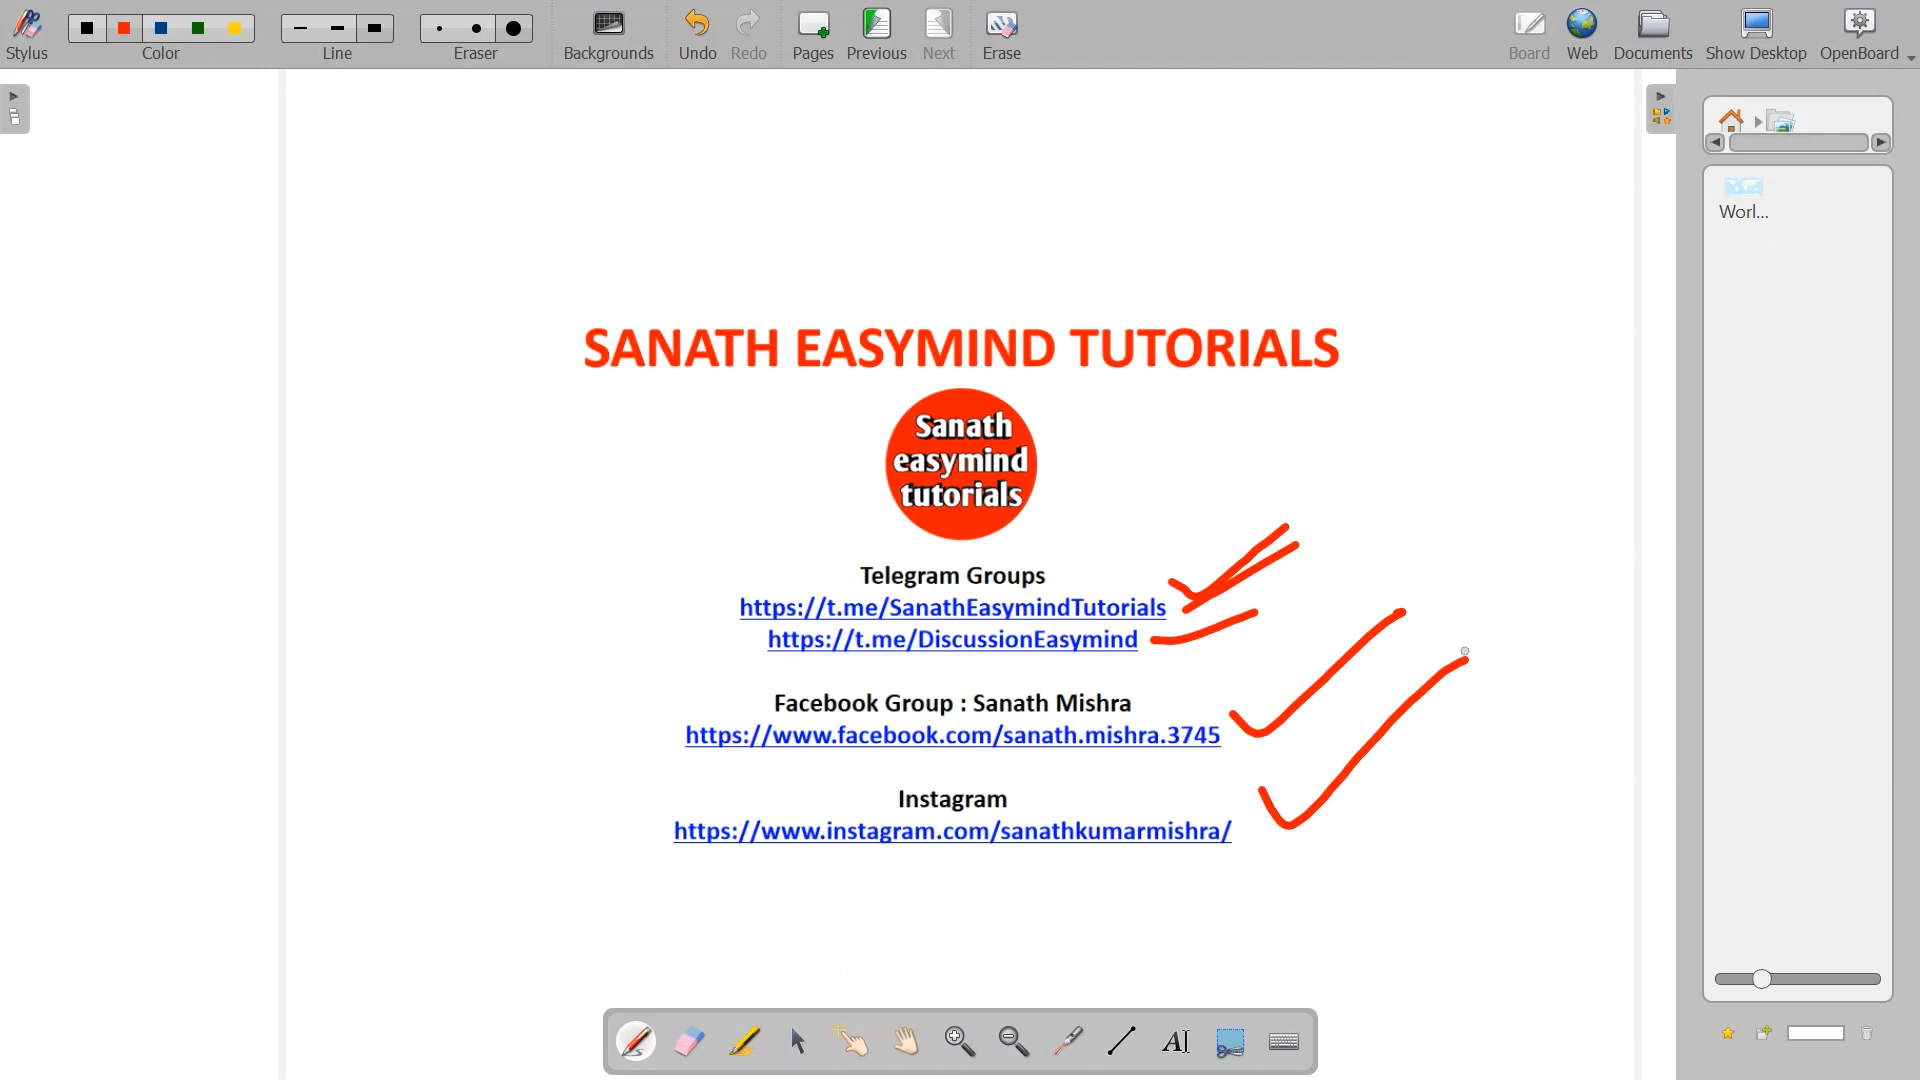 Stylus
Color
Line
Eraser
Backgrounds
Undo
Redo
Pages
Previous
Next
Erase
Board
Web
Documents
Show Desktop
OpenBoard
Worl...
SANATH EASYMIND TUTORIALS
Sanath
easymind
tutorials
Telegram Groups
https://t.me/SanathEasymindTutorials
https://t.me/DiscussionEasymind
Facebook Group : Sanath Mishra
https://www.facebook.com/sanath.mishra.3745
Instagram
https://www.instagram.com/sanathkumarmishra/
AI